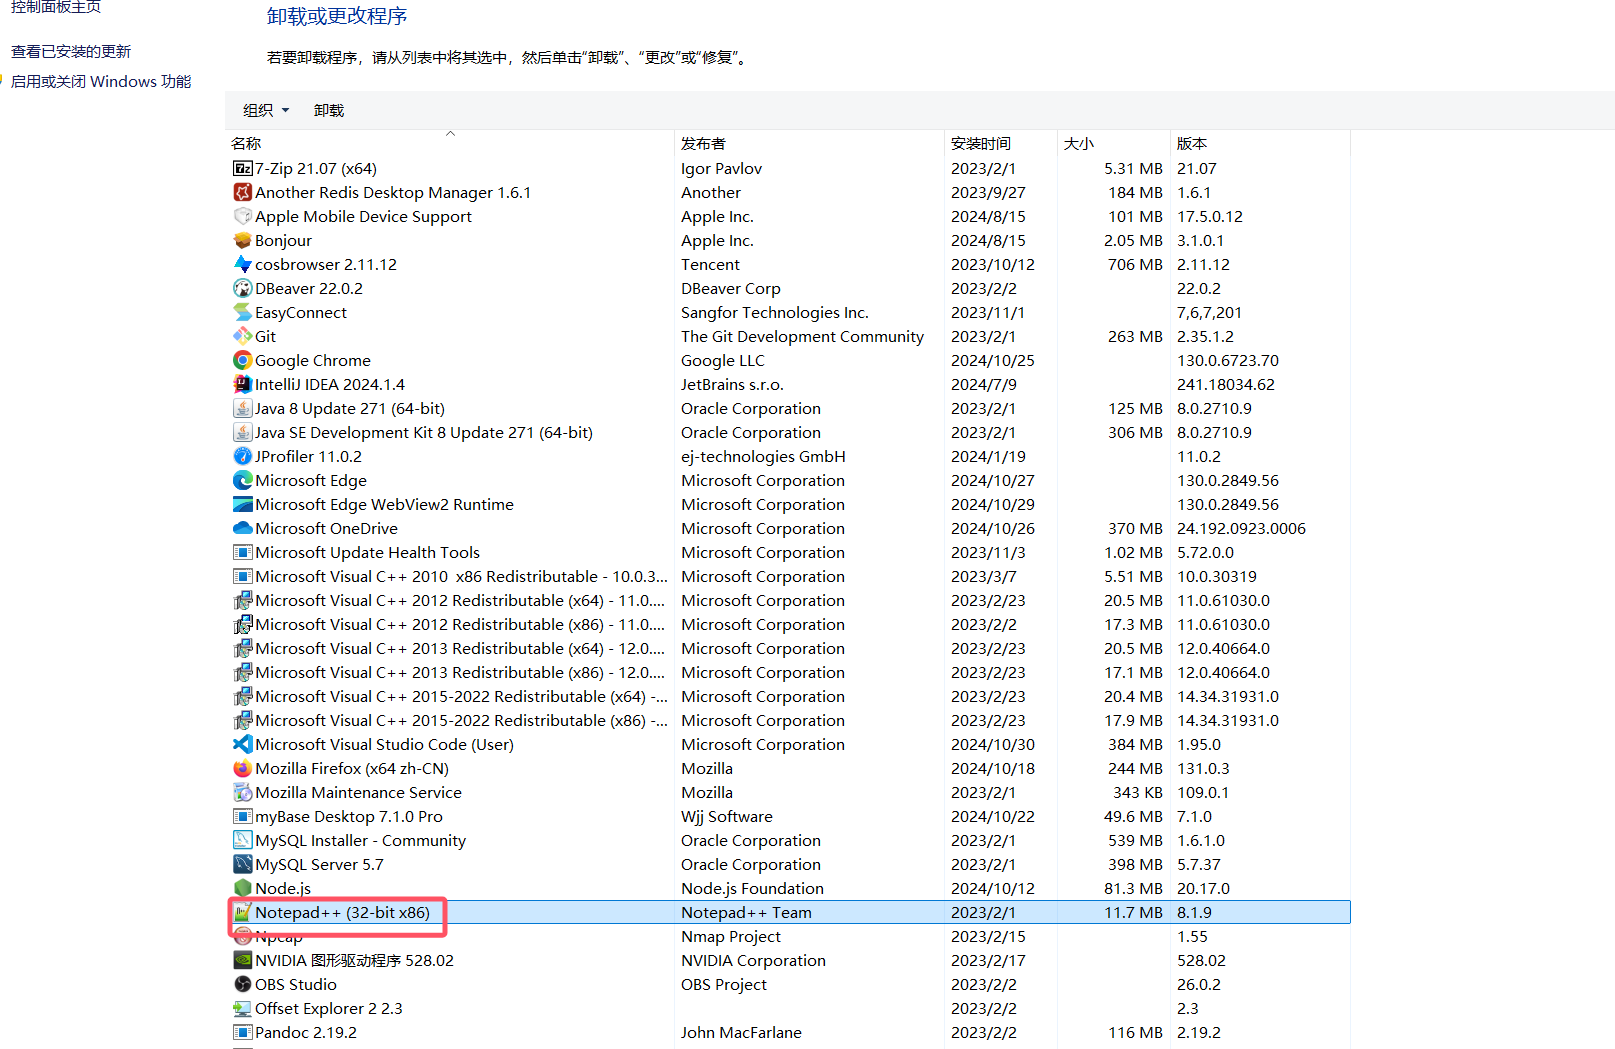 控制面板主页
查看已安装的更新
启用或关闭 Windows 功能
卸载或更改程序
若要卸载程序，请从列表中将其选中，然后单击“卸载”、“更改”或“修复”。
组织 卸载
名称 发布者 安装时间 大小 版本
7-Zip 21.07 (x64) Igor Pavlov 2023/2/1 5.31 MB 21.07
Another Redis Desktop Manager 1.6.1 Another 2023/9/27 184 MB 1.6.1
Apple Mobile Device Support Apple Inc. 2024/8/15 101 MB 17.5.0.12
Bonjour Apple Inc. 2024/8/15 2.05 MB 3.1.0.1
cosbrowser 2.11.12 Tencent 2023/10/12 706 MB 2.11.12
DBeaver 22.0.2 DBeaver Corp 2023/2/2 22.0.2
EasyConnect Sangfor Technologies Inc. 2023/11/1 7,6,7,201
Git The Git Development Community 2023/2/1 263 MB 2.35.1.2
Google Chrome Google LLC 2024/10/25 130.0.6723.70
IntelliJ IDEA 2024.1.4 JetBrains s.r.o. 2024/7/9 241.18034.62
Java 8 Update 271 (64-bit) Oracle Corporation 2023/2/1 125 MB 8.0.2710.9
Java SE Development Kit 8 Update 271 (64-bit) Oracle Corporation 2023/2/1 306 MB 8.0.2710.9
JProfiler 11.0.2 ej-technologies GmbH 2024/1/19 11.0.2
Microsoft Edge Microsoft Corporation 2024/10/27 130.0.2849.56
Microsoft Edge WebView2 Runtime Microsoft Corporation 2024/10/29 130.0.2849.56
Microsoft OneDrive Microsoft Corporation 2024/10/26 370 MB 24.192.0923.0006
Microsoft Update Health Tools Microsoft Corporation 2023/11/3 1.02 MB 5.72.0.0
Microsoft Visual C++ 2010  x86 Redistributable - 10.0.3... Microsoft Corporation 2023/3/7 5.51 MB 10.0.30319
Microsoft Visual C++ 2012 Redistributable (x64) - 11.0.... Microsoft Corporation 2023/2/23 20.5 MB 11.0.61030.0
Microsoft Visual C++ 2012 Redistributable (x86) - 11.0.... Microsoft Corporation 2023/2/2 17.3 MB 11.0.61030.0
Microsoft Visual C++ 2013 Redistributable (x64) - 12.0.... Microsoft Corporation 2023/2/23 20.5 MB 12.0.40664.0
Microsoft Visual C++ 2013 Redistributable (x86) - 12.0.... Microsoft Corporation 2023/2/23 17.1 MB 12.0.40664.0
Microsoft Visual C++ 2015-2022 Redistributable (x64) -... Microsoft Corporation 2023/2/23 20.4 MB 14.34.31931.0
Microsoft Visual C++ 2015-2022 Redistributable (x86) -... Microsoft Corporation 2023/2/23 17.9 MB 14.34.31931.0
Microsoft Visual Studio Code (User) Microsoft Corporation 2024/10/30 384 MB 1.95.0
Mozilla Firefox (x64 zh-CN) Mozilla 2024/10/18 244 MB 131.0.3
Mozilla Maintenance Service Mozilla 2023/2/1 343 KB 109.0.1
myBase Desktop 7.1.0 Pro Wjj Software 2024/10/22 49.6 MB 7.1.0
MySQL Installer - Community Oracle Corporation 2023/2/1 539 MB 1.6.1.0
MySQL Server 5.7 Oracle Corporation 2023/2/1 398 MB 5.7.37
Node.js Node.js Foundation 2024/10/12 81.3 MB 20.17.0
Notepad++ (32-bit x86) Notepad++ Team 2023/2/1 11.7 MB 8.1.9
Npcap Nmap Project 2023/2/15 1.55
NVIDIA 图形驱动程序 528.02 NVIDIA Corporation 2023/2/17 528.02
OBS Studio OBS Project 2023/2/2 26.0.2
Offset Explorer 2 2.3 2023/2/2 2.3
Pandoc 2.19.2 John MacFarlane 2023/2/2 116 MB 2.19.2